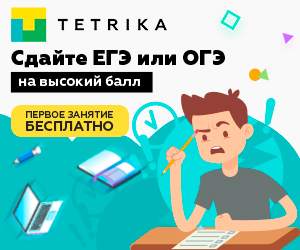 TETRIKA
Сдайте ЕГЭ или ОГЭ
на высокий балл
ПЕРВОЕ ЗАНЯТИЕ
БЕСПЛАТНО